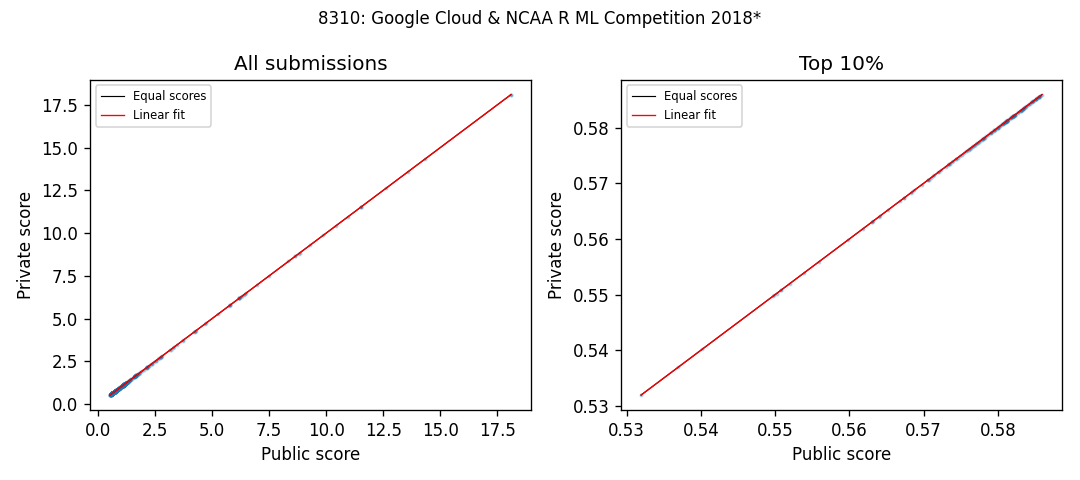 8310: Google Cloud & NCAA R ML Competition 2018*
All submissions
Equal scores
Linear fit
17.5
15.0
12.5
10.0
7.5
5.0
2.5
0.0
Private score
0.0 2.5 5.0 7.5 10.0 12.5 15.0 17.5
Public score
Top 10%
Equal scores
Linear fit
0.58
0.57
0.56
0.55
0.54
0.53
Private score
0.53 0.54 0.55 0.56 0.57 0.58
Public score